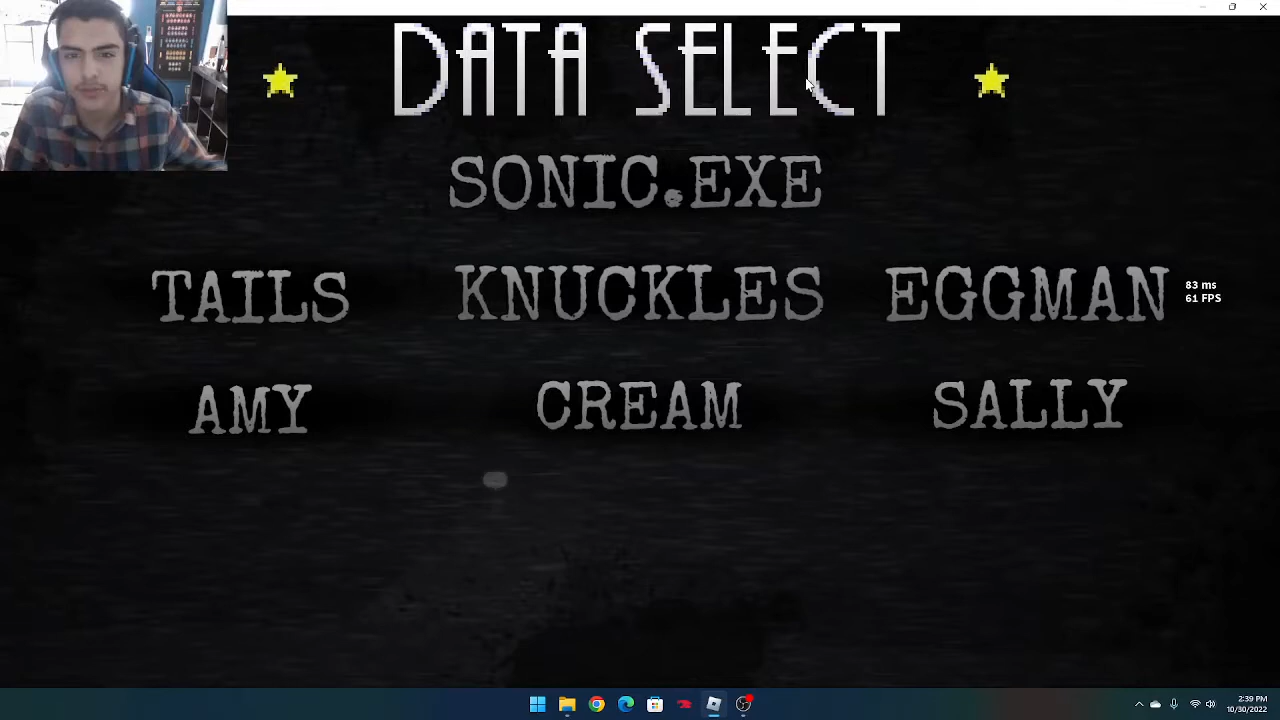 DATA SELECT
SONIC.EXE
TAILS KNUCKLES EGGMAN
83 ms
61 FPS
AMY CREAM SALLY
2:39 PM
10/30/2022